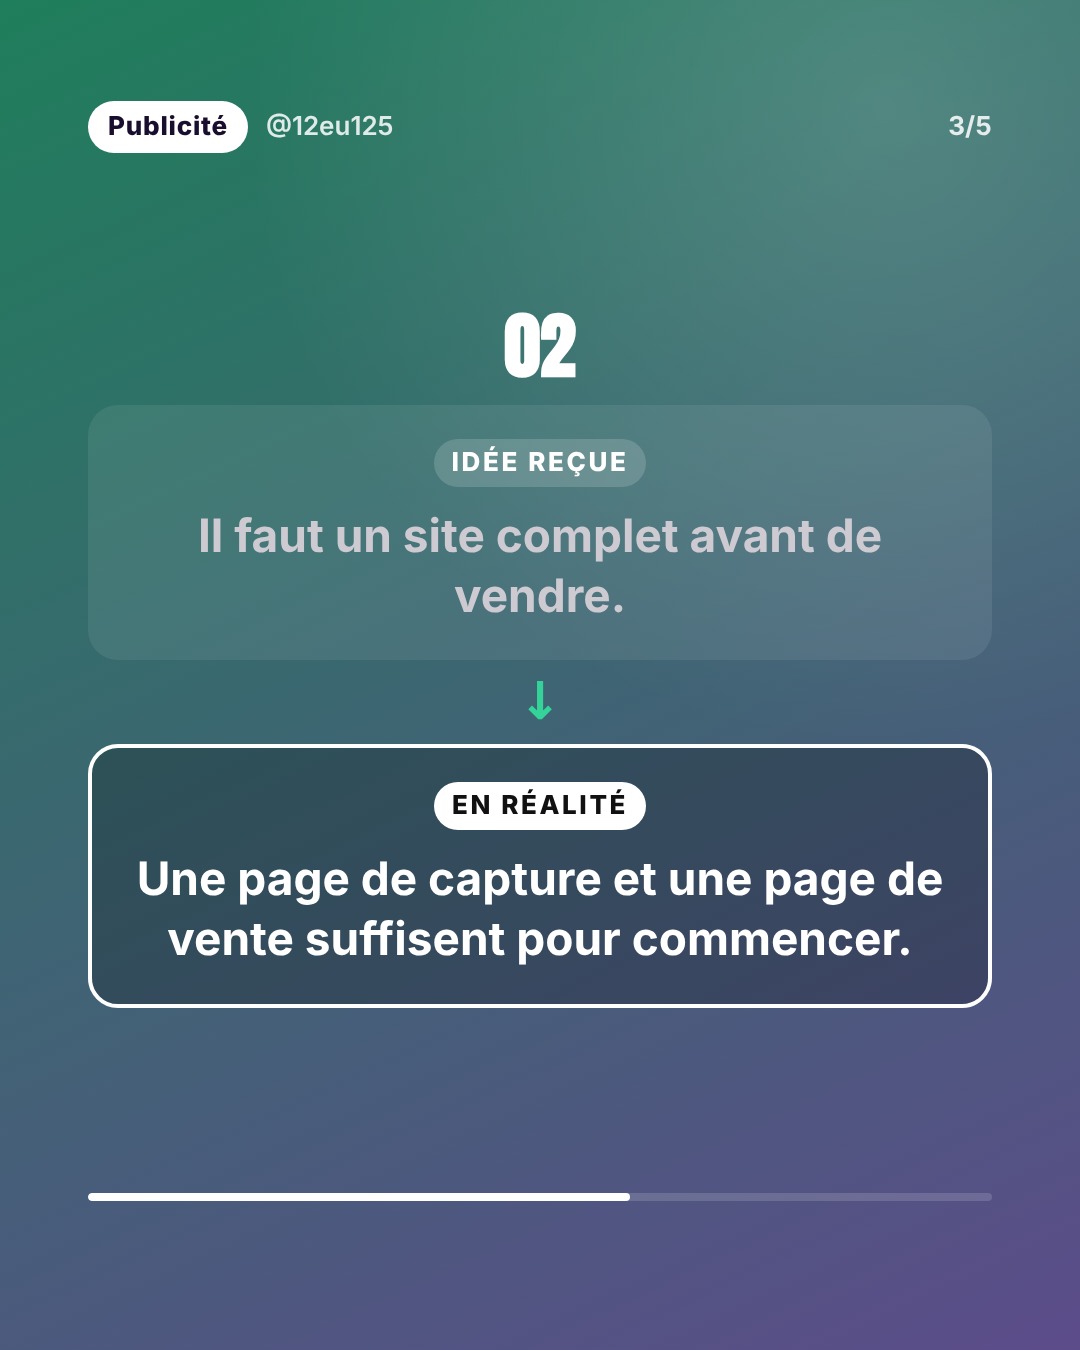 Publicité @12eu125 3/5
02
IDÉE REÇUE
Il faut un site complet avant de
vendre.
↓
EN RÉALITÉ
Une page de capture et une page de
vente suffisent pour commencer.